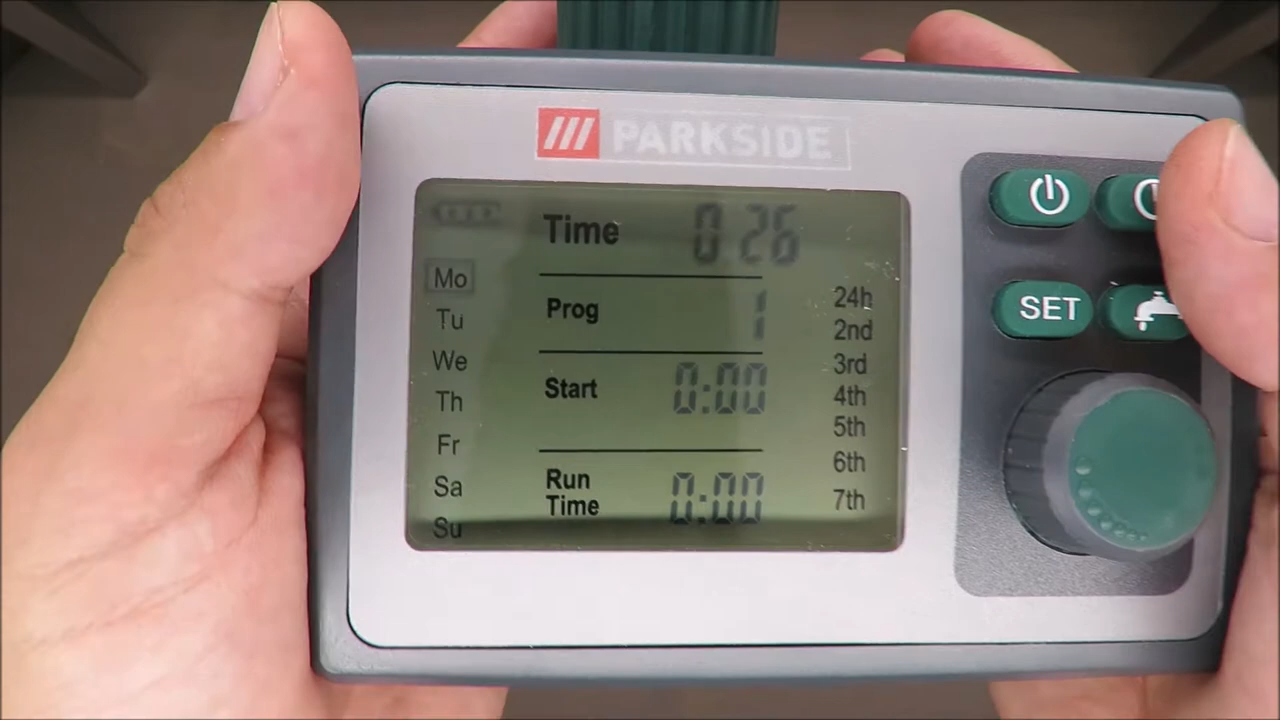 PARKSIDE
Time 0 26
Mo
Prog 1
24h
Tu
2nd
We
3rd
Start 0:00
Th
4th
5th
Fr
6th
Sa
Run
Time 0:00
7th
Su
SET